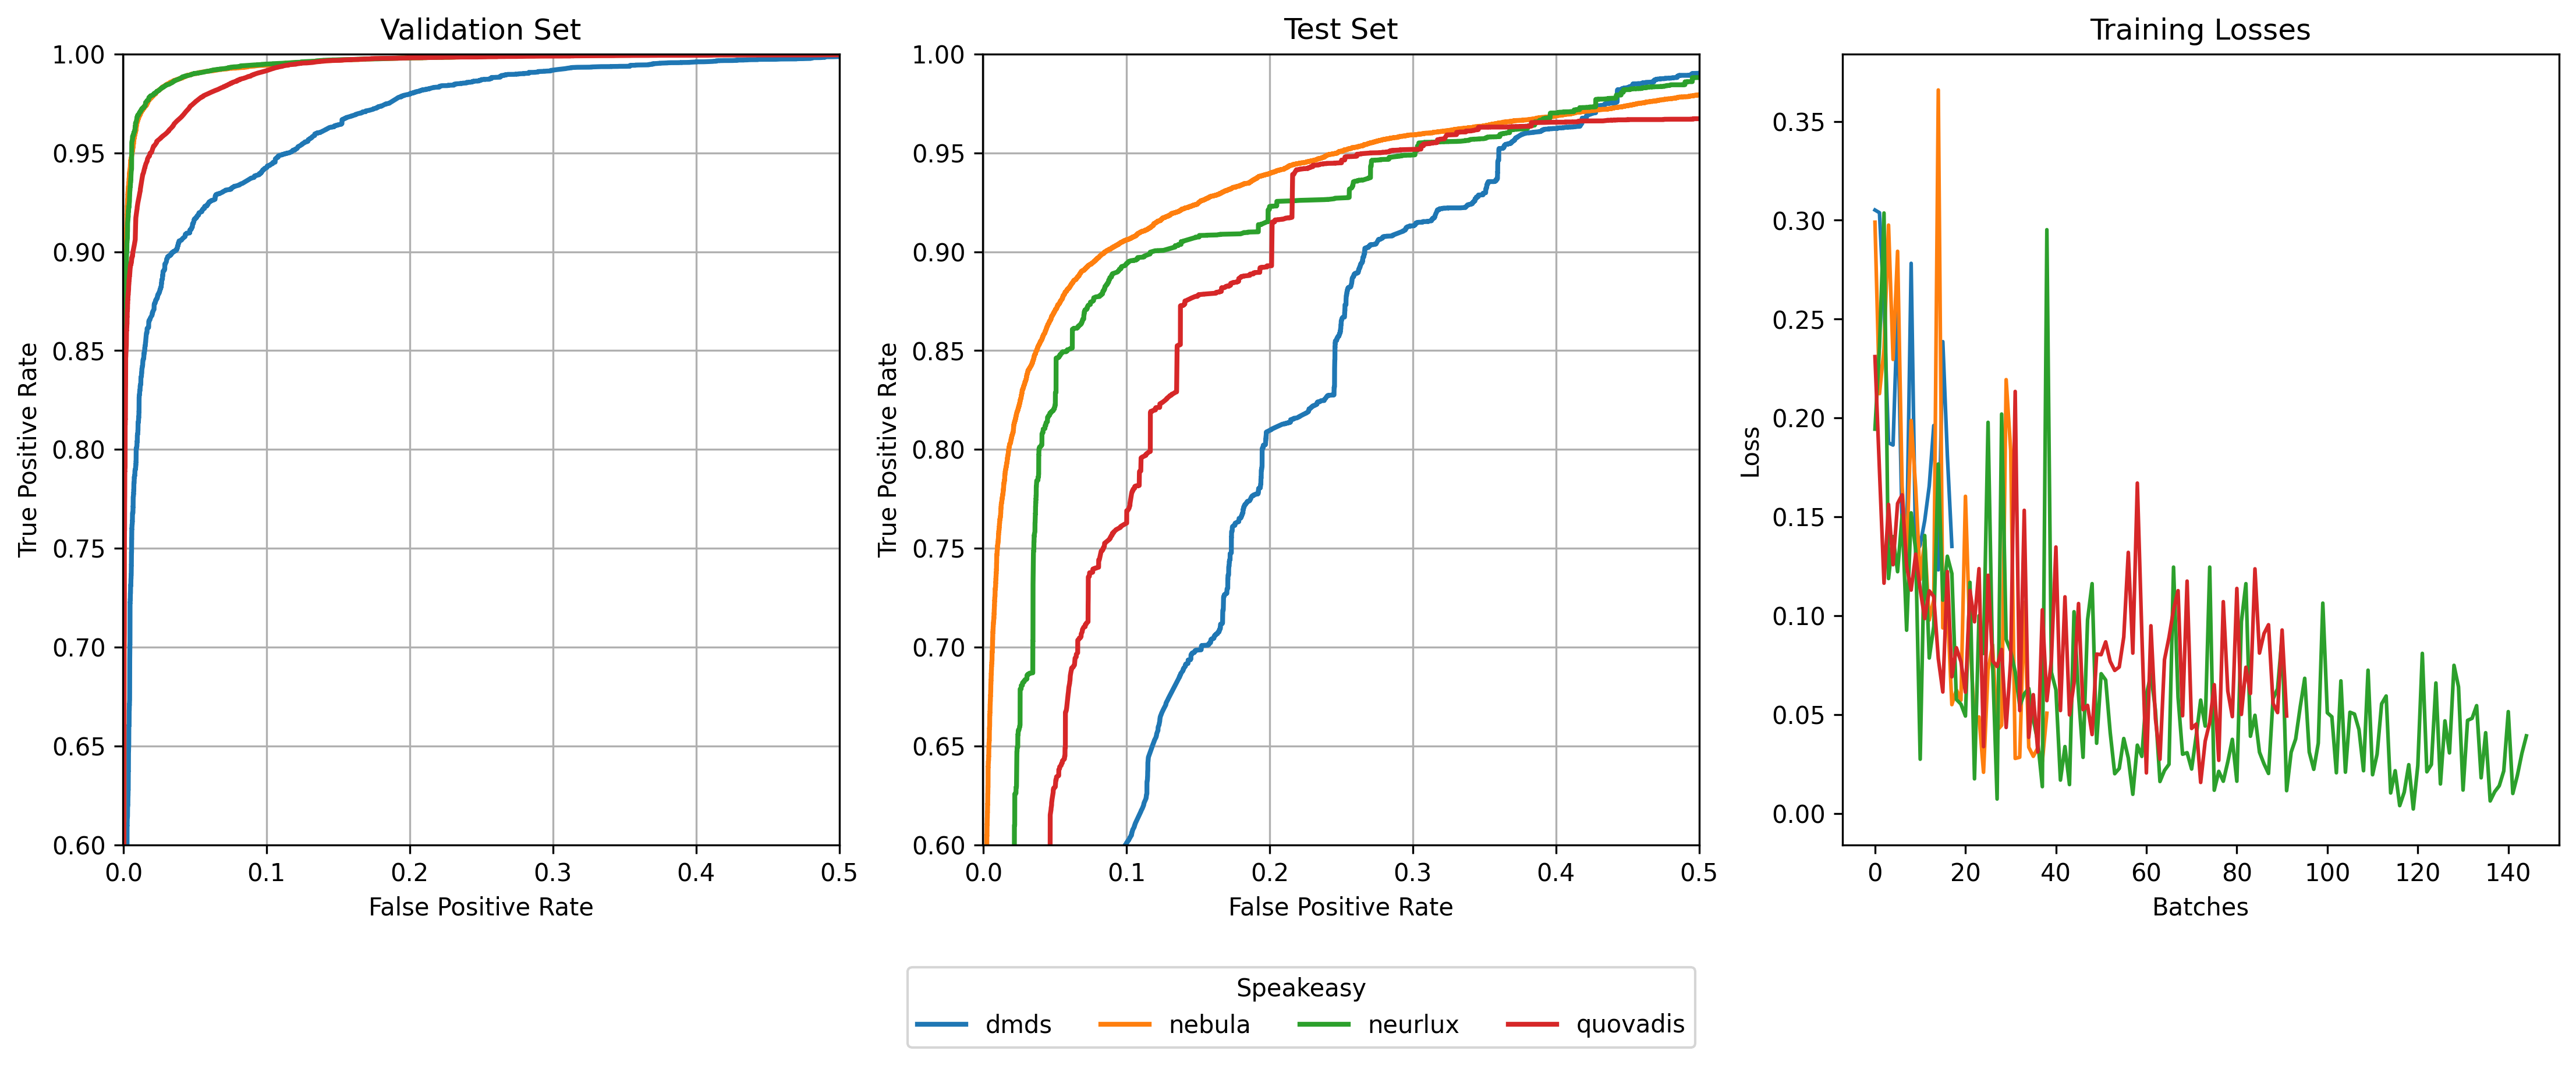 Validation Set
1.00
0.95
0.90
0.85
0.80
0.75
0.70
0.65
0.60
True Positive Rate
0.0 0.1 0.2 0.3 0.4 0.5
False Positive Rate
Test Set
1.00
0.95
0.90
0.85
0.80
0.75
0.70
0.65
0.60
True Positive Rate
0.0 0.1 0.2 0.3 0.4 0.5
False Positive Rate
Training Losses
0.35
0.30
0.25
0.20
0.15
0.10
0.05
0.00
Loss
0 20 40 60 80 100 120 140
Batches
Speakeasy
dmds nebula neurlux quovadis